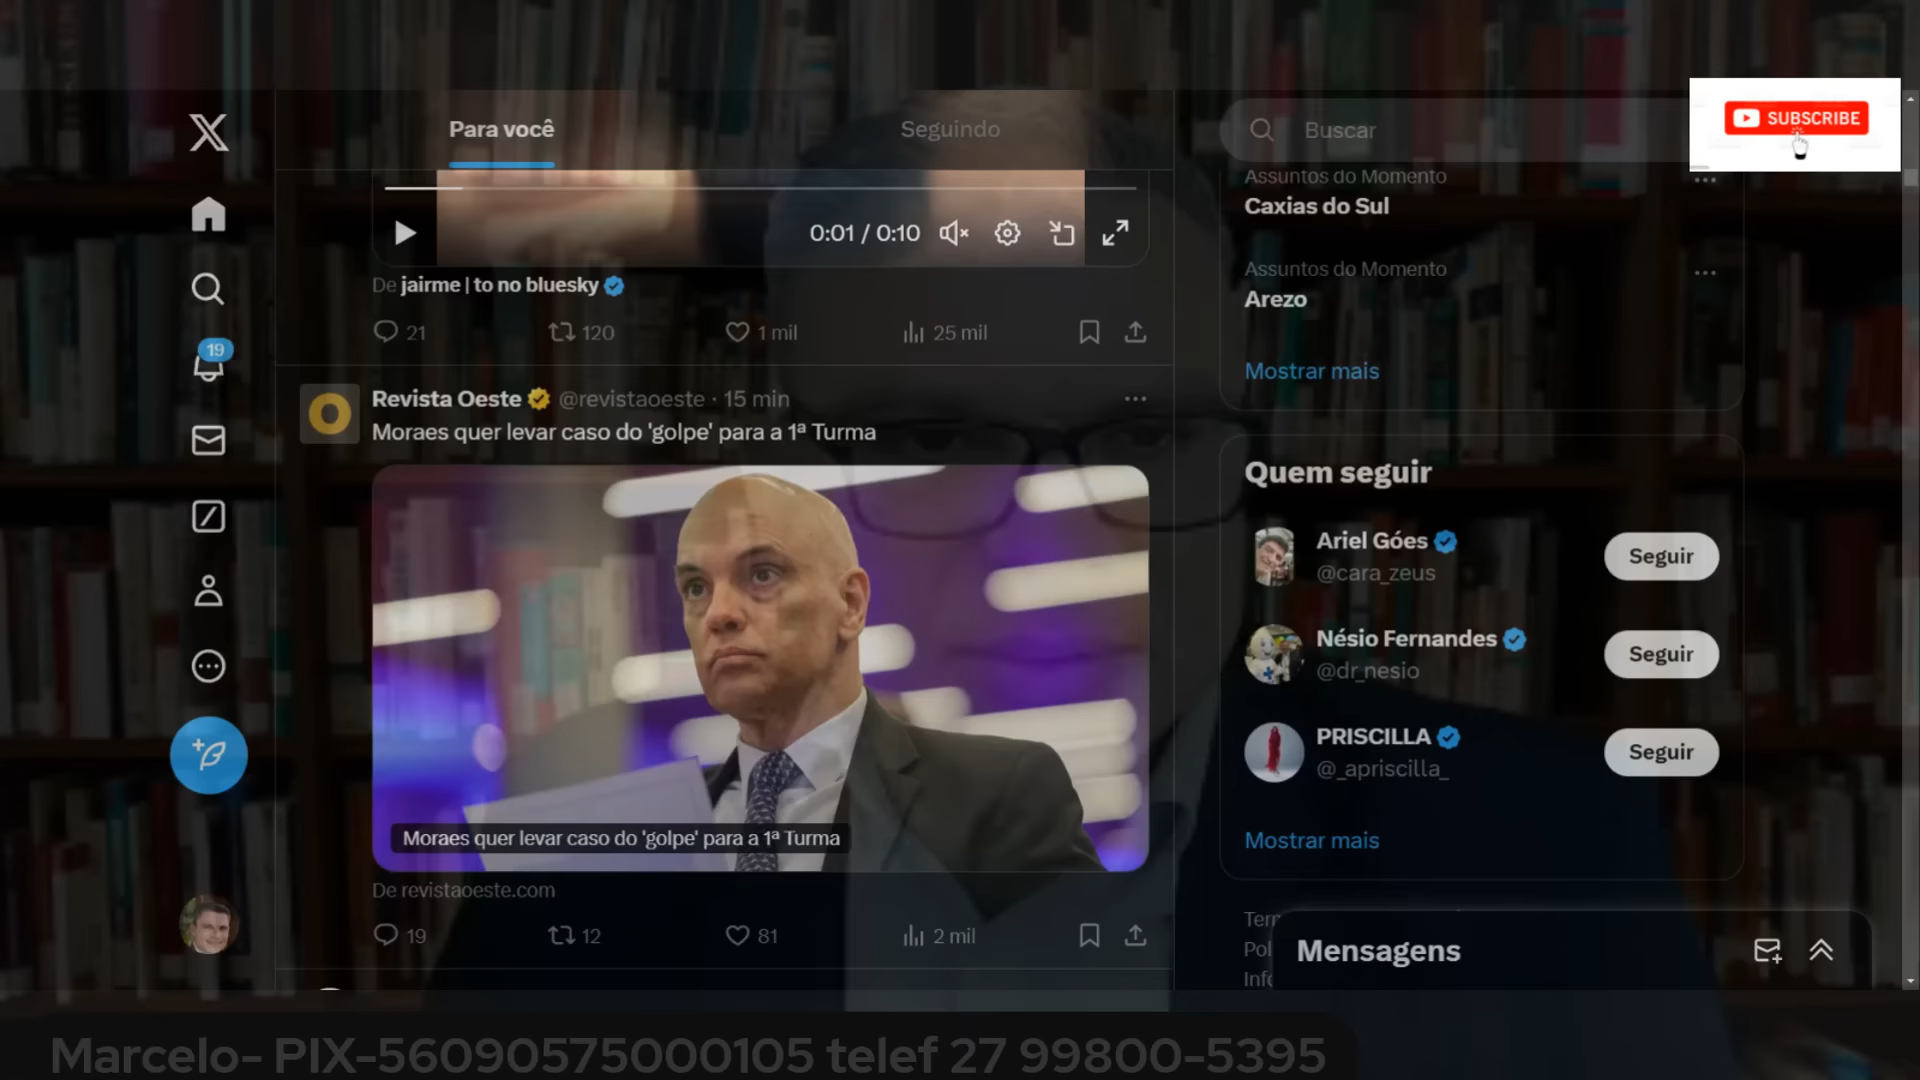 Para você
Seguindo
Buscar
SUBSCRIBE
Assuntos do Momento
Caxias do Sul
0:01 / 0:10
Assuntos do Momento
Arezo
De jairme | to no bluesky
21 120 1 mil 25 mil
Mostrar mais
19
Revista Oeste @revistaoeste · 15 min
Moraes quer levar caso do 'golpe' para a 1ª Turma
Moraes quer levar caso do 'golpe' para a 1ª Turma
De revistaoeste.com
19 12 81 2 mil
Quem seguir
Ariel Góes
@cara_zeus
Seguir
Nésio Fernandes
@dr_nesio
Seguir
PRISCILLA
@_apriscilla_
Seguir
Mostrar mais
Mensagens
Marcelo- PIX-56090575000105 telef 27 99800-5395